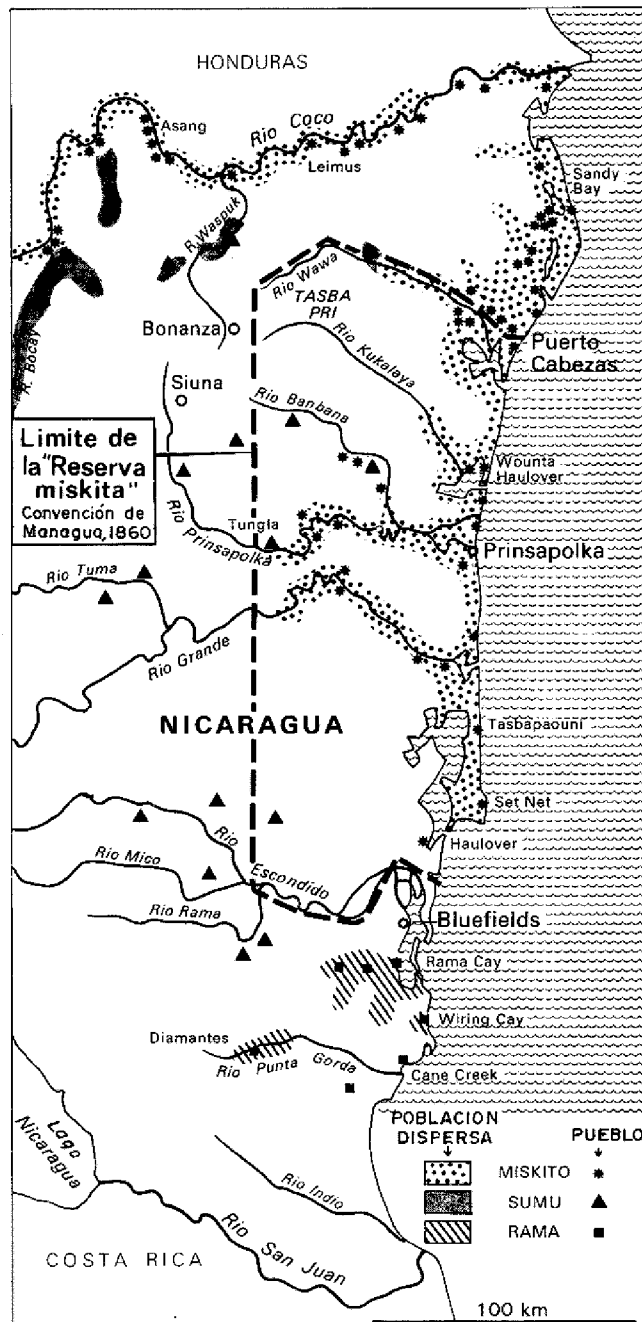 HONDURAS
Asang
Rio Coco
Leimus
Sandy
Bay
R. Waspuk
Rio Wawa
TASBA
PRI
Bonanza
Rio Kukalaya
Puerto
Cabezas
R. Bocay
Siuna
Rio Banbana
Limite de
la "Reserva
miskita"
Convención de
Managua, 1860
Wounta
Haulover
Tungla
Rio Prinsapolka
Prinsapolka
Rio Tuma
Rio Grande
NICARAGUA
Tasbapaouni
Set Net
Haulover
Rio Escondido
Rio Mico
Rio Rama
Bluefields
Rama Cay
Wiring Cay
Diamantes
Rio Punta Gorda
Cane Creek
Lago
Nicaragua
POBLACION
DISPERSA
PUEBLO
MISKITO
SUMU
RAMA
Rio Indio
Rio San Juan
COSTA RICA
100 km